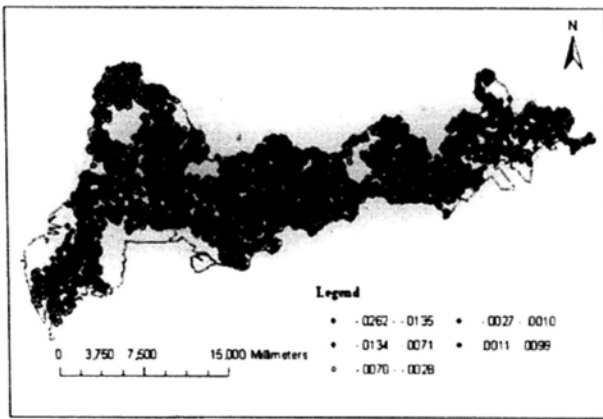 N
Legend
-.0262 - -.0135
-.0134 - .0071
-.0070 - -.0028
-.0027 - .0010
.0011 - .0099
0 3,750 7,500 15,000 Millimeters